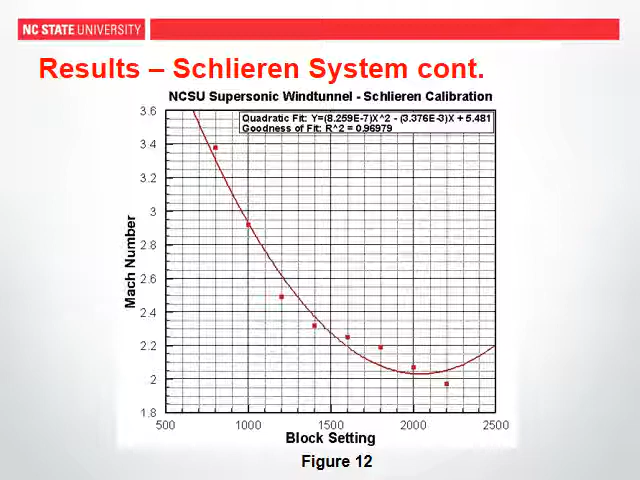 NC STATE UNIVERSITY
Results – Schlieren System cont.
NCSU Supersonic Windtunnel - Schlieren Calibration
Quadratic Fit: Y=(8.259E-7)X^2 - (3.376E-3)X + 5.481
Goodness of Fit: R^2 = 0.96979
3.6
3.4
3.2
3
2.8
2.6
2.4
2.2
2
1.8
Mach Number
500 1000 1500 2000 2500
Block Setting
Figure 12